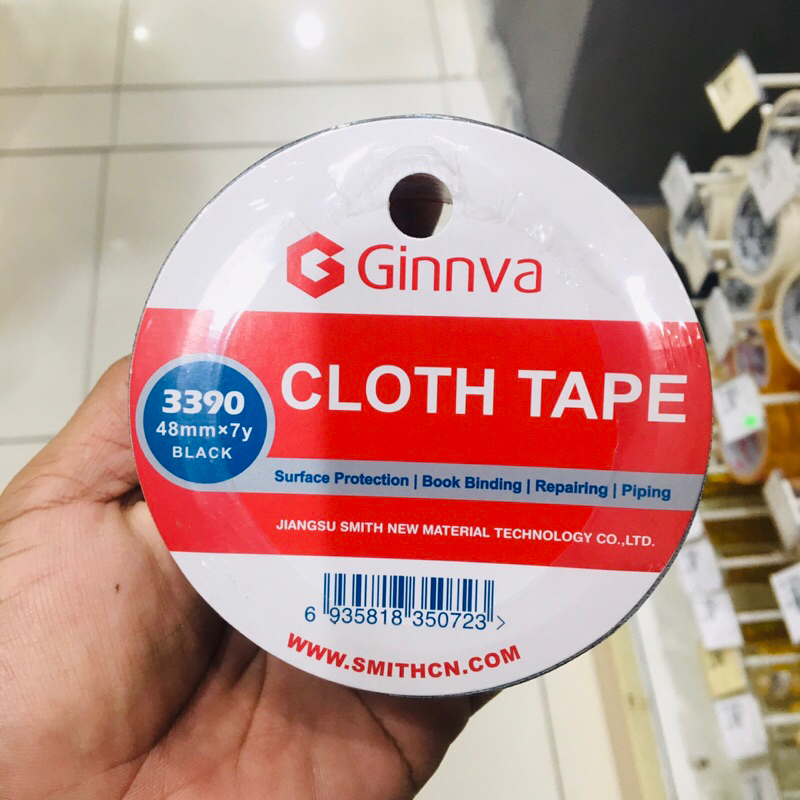 Ginnva
CLOTH TAPE
3390
48mm×7y
BLACK
Surface Protection | Book Binding | Repairing | Piping
JIANGSU SMITH NEW MATERIAL TECHNOLOGY CO.,LTD.
6 935818 350723 >
WWW.SMITHCN.COM